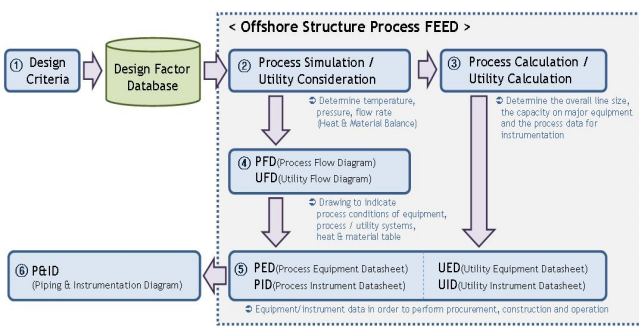 < Offshore Structure Process FEED >
① Design
Criteria
Design Factor
Database
② Process Simulation /
Utility Consideration
➲ Determine temperature,
pressure, flow rate
(Heat & Material Balance)
③ Process Calculation /
Utility Calculation
➲ Determine the overall line size,
the capacity on major equipment
and the process data for
instrumentation
④ PFD(Process Flow Diagram)
UFD(Utility Flow Diagram)
➲ Drawing to indicate
process conditions of equipment,
process / utility systems,
heat & material table
⑤ PED(Process Equipment Datasheet)
PID(Process Instrument Datasheet)
UED(Utility Equipment Datasheet)
UID(Utility Instrument Datasheet)
➲ Equipment/instrument data in order to perform procurement, construction and operation
⑥ P&ID
(Piping & Instrumentation Diagram)